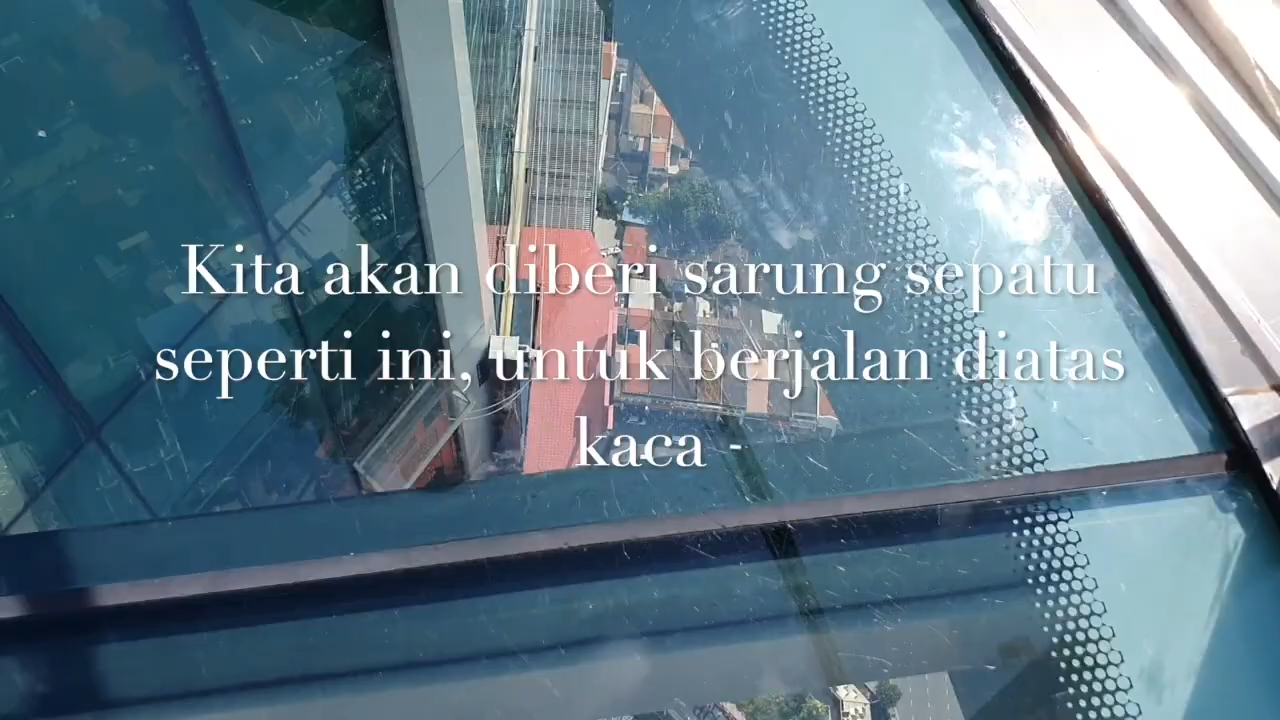 Kita akan diberi sarung sepatu
seperti ini, untuk berjalan diatas
kaca -